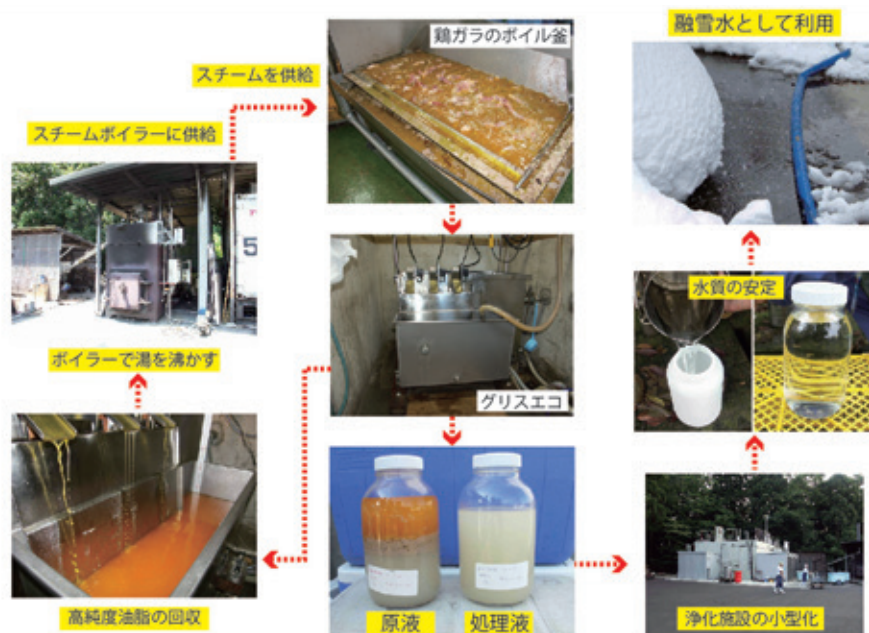 鶏ガラのボイル釜
融雪水として利用
スチームを供給
スチームボイラーに供給
5
水質の安定
ボイラーで湯を沸かす
グリスエコ
高純度油脂の回収
原液
処理液
浄化施設の小型化